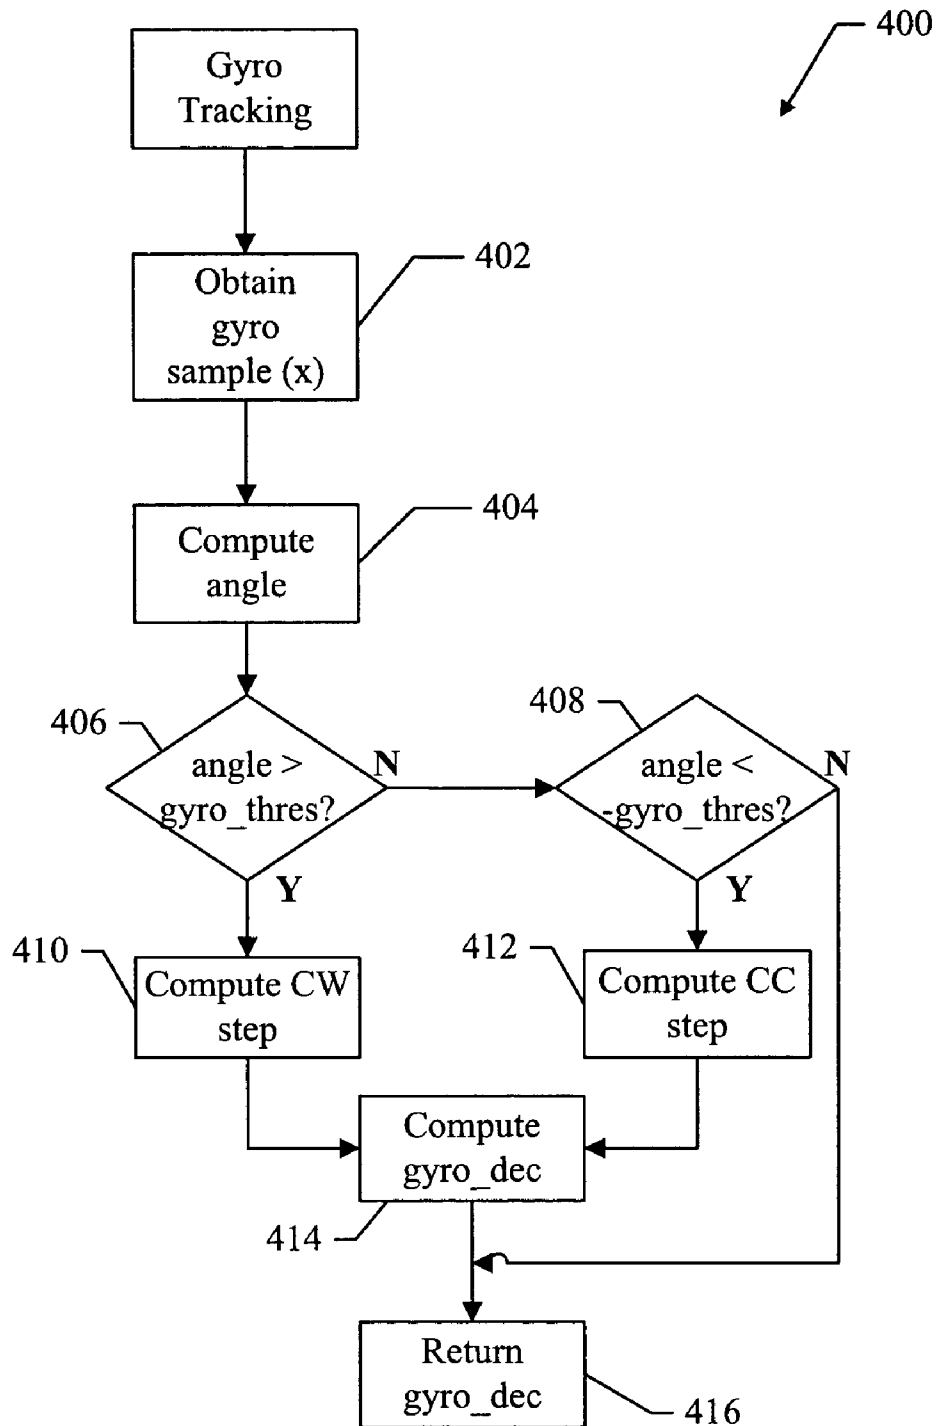 400
Gyro
Tracking
402
Obtain
gyro
sample (x)
404
Compute
angle
406
angle >
gyro_thres?
N
Y
408
angle <
-gyro_thres?
N
Y
410
Compute CW
step
412
Compute CC
step
Compute
gyro_dec
414
Return
gyro_dec
416